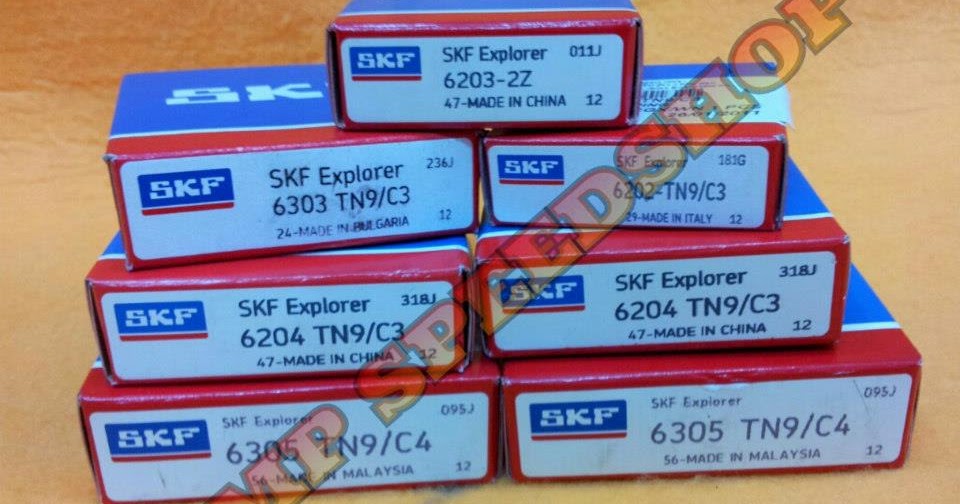 SKF
SKF Explorer 011J
6203-2Z
47-MADE IN CHINA 12
SKF
SKF
SKF Explorer 236J
6303 TN9/C3
24-MADE IN BULGARIA 12
SKF
SKF Explorer 181G
6202-TN9/C3
29-MADE IN ITALY 12
SKF
SKF Explorer 318J
6204 TN9/C3
47-MADE IN CHINA 12
SKF
SKF Explorer 318J
6204 TN9/C3
47-MADE IN CHINA 12
SKF
SKF Explorer 095J
6305 TN9/C4
56-MADE IN MALAYSIA 12
SKF
SKF Explorer 095J
6305 TN9/C4
56-MADE IN MALAYSIA 12
MP SPEEDSHOP